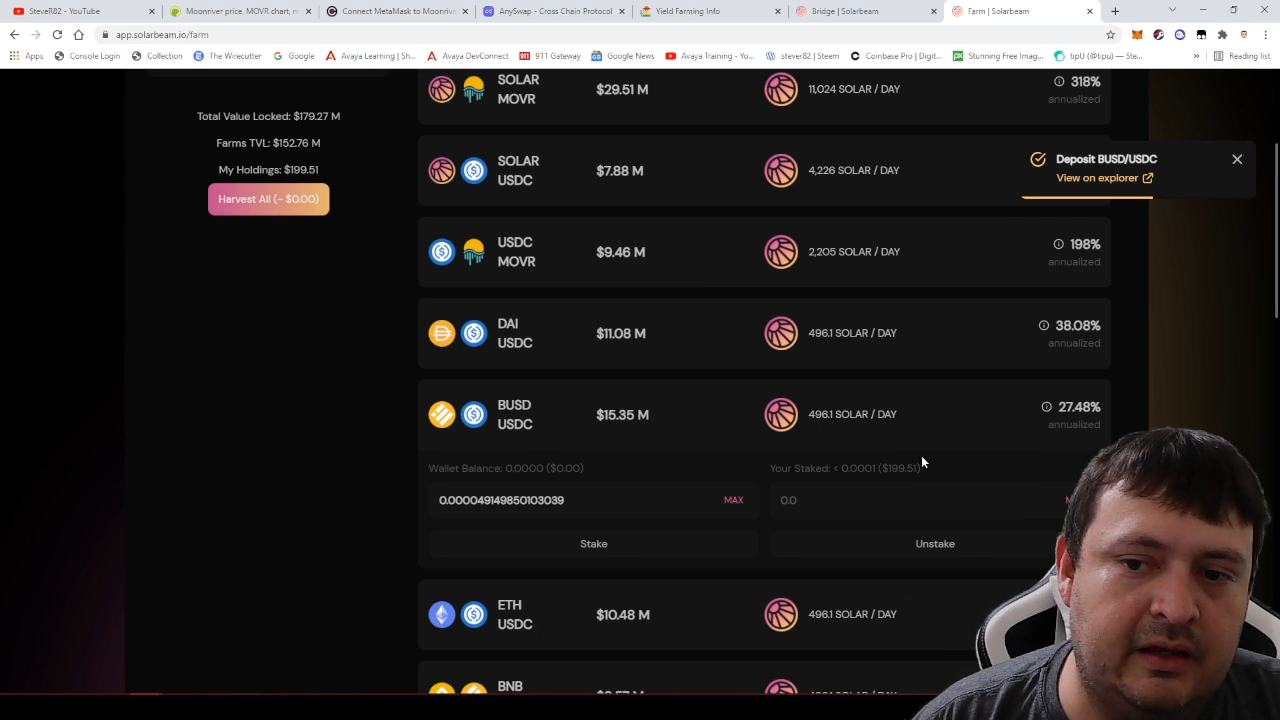 SteveR82 - YouTube
Moonriver price, MOVR chart, m
Connect MetaMask to Moonrive
AnySwap - Cross Chain Protocol
Yield Farming Info
Bridge | Solarbeam
Farm | Solarbeam
app.solarbeam.io/farm
Apps
Console Login
Coalition
The Wirecutter
Google
Avaya Learning | Sh...
Avaya DevConnect
911 Gateway
Google News
Avaya Training - Yo...
stever82 | Steem
Coinbase Pro | Digit...
Stunning Free Imag...
tipU (@tipu) — Ste...
Reading list
SOLAR
MOVR
$29.51 M
11,024 SOLAR / DAY
318%
annualized
Total Value Locked: $179.27 M
Farms TVL: $152.76 M
My Holdings: $199.51
Harvest All (~ $0.00)
SOLAR
USDC
$7.88 M
4,226 SOLAR / DAY
Deposit BUSD/USDC
View on explorer
USDC
MOVR
$9.46 M
2,205 SOLAR / DAY
198%
annualized
DAI
USDC
$11.08 M
496.1 SOLAR / DAY
38.08%
annualized
BUSD
USDC
$15.35 M
496.1 SOLAR / DAY
27.48%
annualized
Wallet Balance: 0.0000 ($0.00)
Your Staked: < 0.0001 ($199.51)
0.000049149850103039
MAX
0.0
Stake
Unstake
ETH
USDC
$10.48 M
496.1 SOLAR / DAY
BNB